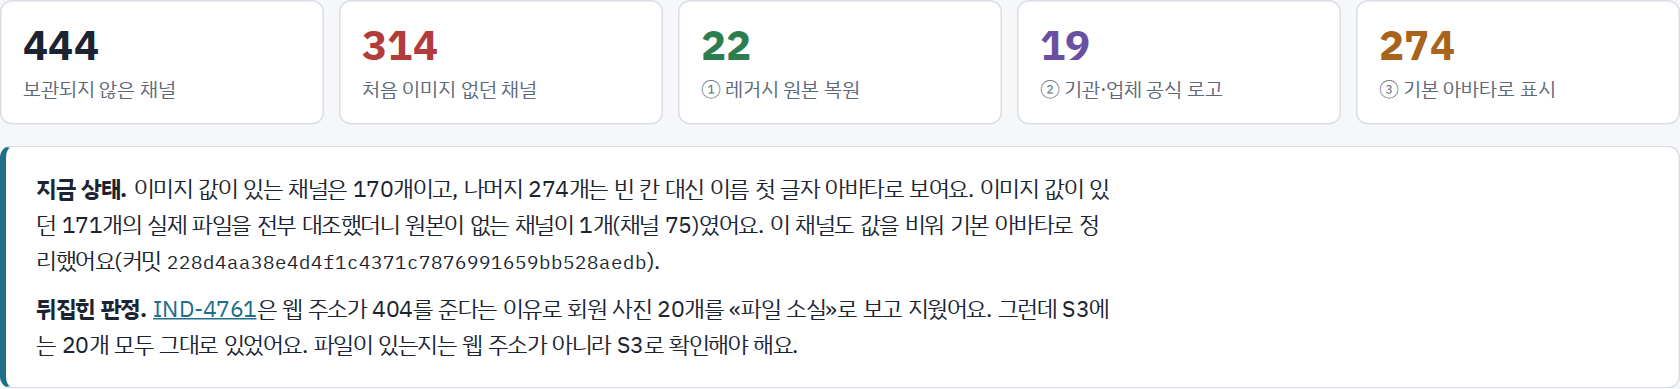 444
보관되지 않은 채널
314
처음 이미지 없던 채널
22
① 레거시 원본 복원
19
② 기관·업체 공식 로고
274
③ 기본 아바타로 표시
지금 상태. 이미지 값이 있는 채널은 170개이고, 나머지 274개는 빈 칸 대신 이름 첫 글자 아바타로 보여요. 이미지 값이 있
던 171개의 실제 파일을 전부 대조했더니 원본이 없는 채널이 1개(채널 75)였어요. 이 채널도 값을 비워 기본 아바타로 정
리했어요(커밋 228d4aa38e4d4f1c4371c7876991659bb528aedb).
뒤집힌 판정. IND-4761은 웹 주소가 404를 준다는 이유로 회원 사진 20개를 «파일 소실»로 보고 지웠어요. 그런데 S3에
는 20개 모두 그대로 있었어요. 파일이 있는지는 웹 주소가 아니라 S3로 확인해야 해요.